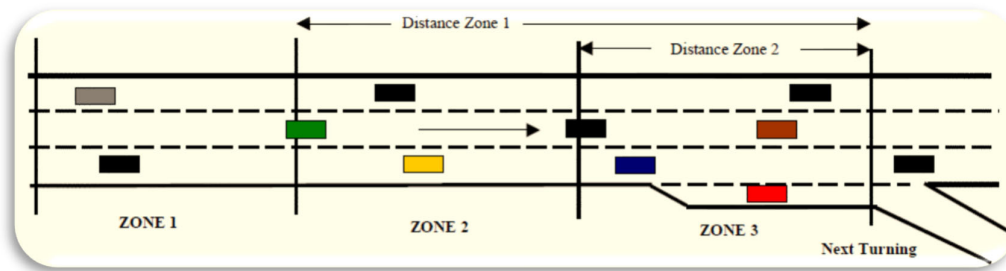 Distance Zone 1
Distance Zone 2
ZONE 1
ZONE 2
ZONE 3
Next Turning